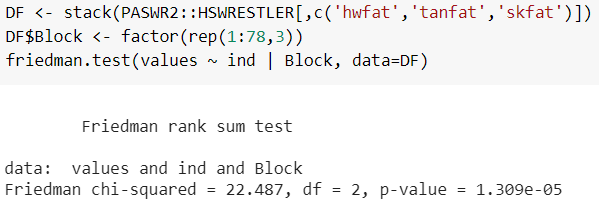 DF <- stack(PASWR2::HSWRESTLER[,c('hwfat','tanfat','skfat')])
DF$Block <- factor(rep(1:78,3))
friedman.test(values ~ ind | Block, data=DF)
Friedman rank sum test
data:  values and ind and Block
Friedman chi-squared = 22.487, df = 2, p-value = 1.309e-05